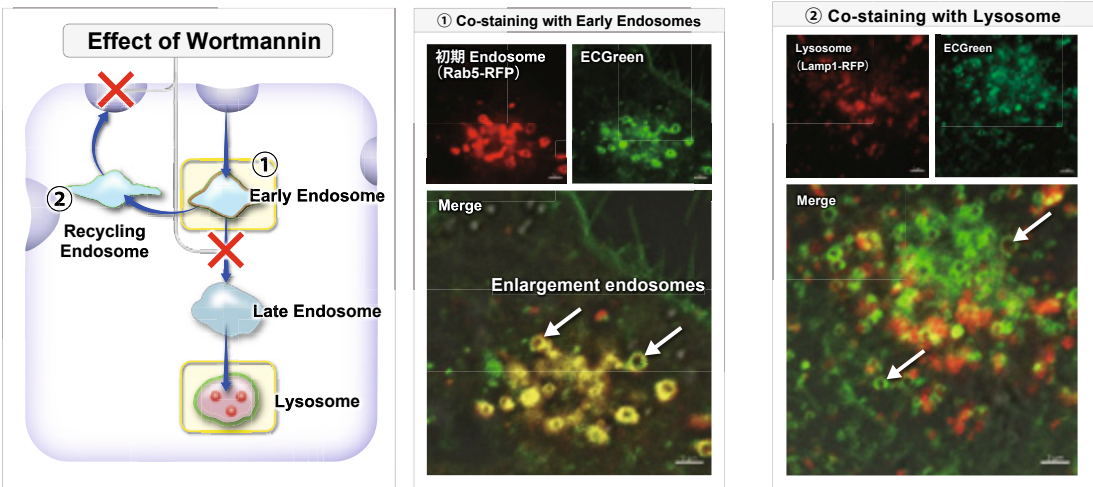 Effect of Wortmannin
①
Early Endosome
②
Recycling
Endosome
Late Endosome
Lysosome
① Co-staining with Early Endosomes
初期 Endosome
(Rab5-RFP)
ECGreen
Merge
Enlargement endosomes
② Co-staining with Lysosome
Lysosome
(Lamp1-RFP)
ECGreen
Merge